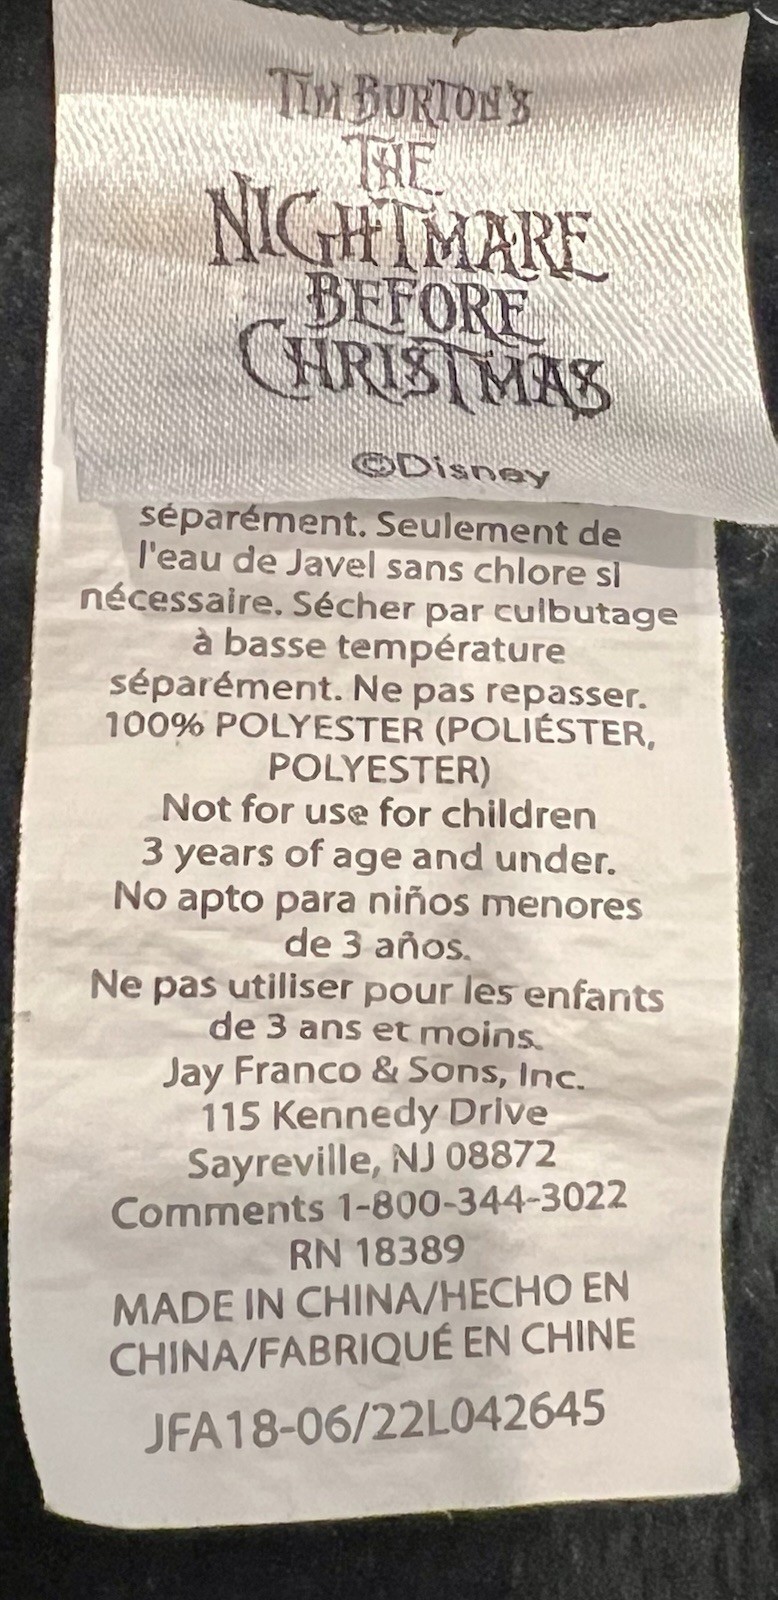 TIM BURTON'S
THE
NIGHTMARE
BEFORE
CHRISTMAS
©Disney
séparément. Seulement de
l'eau de Javel sans chlore si
nécessaire. Sécher par culbutage
à basse température
séparément. Ne pas repasser.
100% POLYESTER (POLIÉSTER,
POLYESTER)
Not for use for children
3 years of age and under.
No apto para niños menores
de 3 años.
Ne pas utiliser pour les enfants
de 3 ans et moins.
Jay Franco & Sons, Inc.
115 Kennedy Drive
Sayreville, NJ 08872
Comments 1-800-344-3022
RN 18389
MADE IN CHINA/HECHO EN
CHINA/FABRIQUÉ EN CHINE
JFA18-06/22L042645